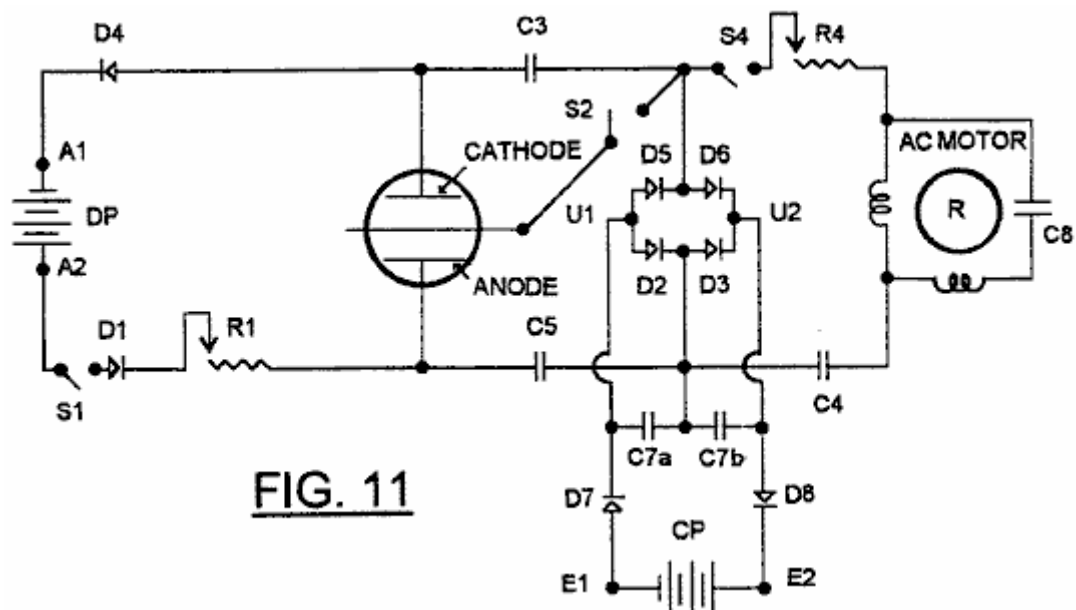 D4
C3
S4
R4
S2
A1
CATHODE
D5
D6
AC MOTOR
DP
U1
U2
R
C8
A2
ANODE
D2
D3
D1
R1
C5
S1
C4
C7a
C7b
FIG. 11
D7
D8
CP
E1
E2